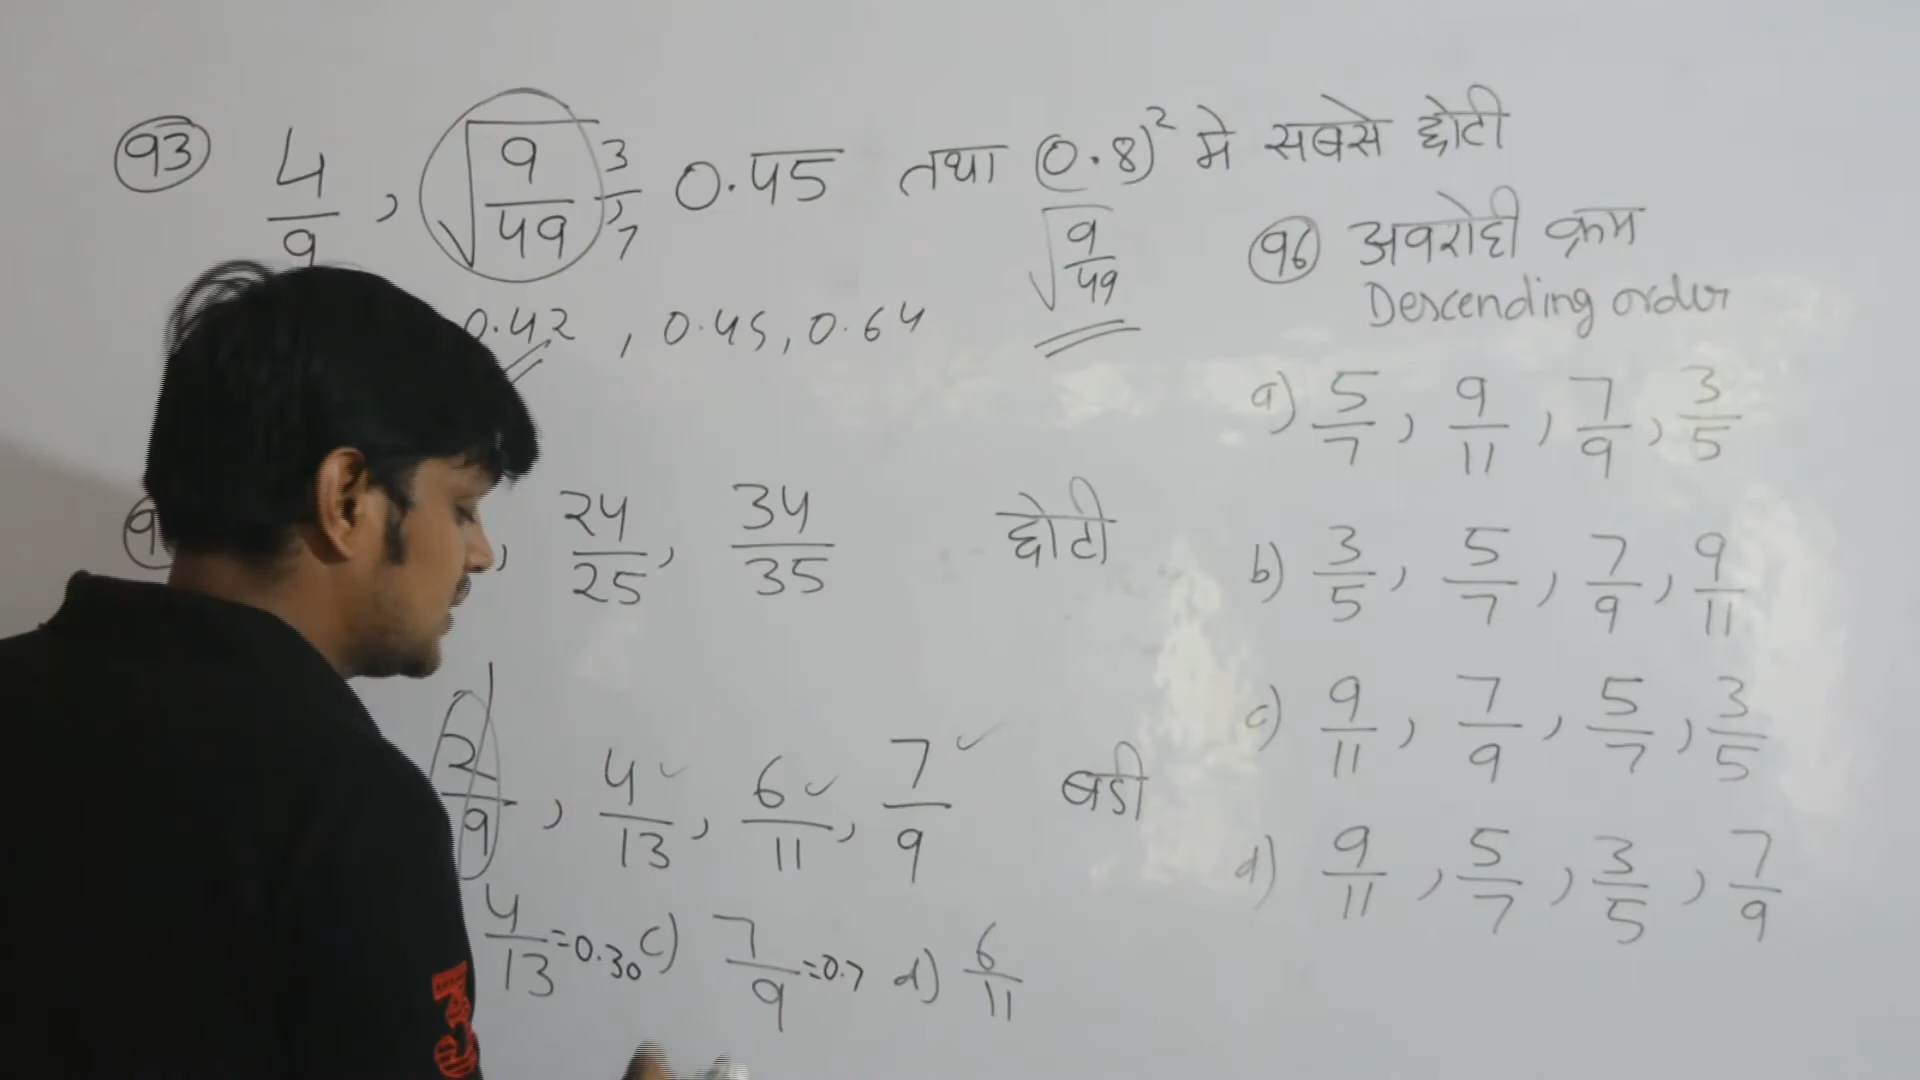 93 4/9, √(9/49) 3/7, 0.45 तथा (0.8)² मे सबसे छोटी
√(9/49)
0.42, 0.45, 0.64
, 24/25, 34/35 छोटी
2/9, 4/13 ✓, 6/11 ✓, 7/9 ✓ बडी
4/13 =0.30 c) 7/9 =0.7 d) 6/11
96 अवरोही क्रम
Descending order
a) 5/7, 9/11, 7/9, 3/5
b) 3/5, 5/7, 7/9, 9/11
c) 9/11, 7/9, 5/7, 3/5
d) 9/11, 5/7, 3/5, 7/9